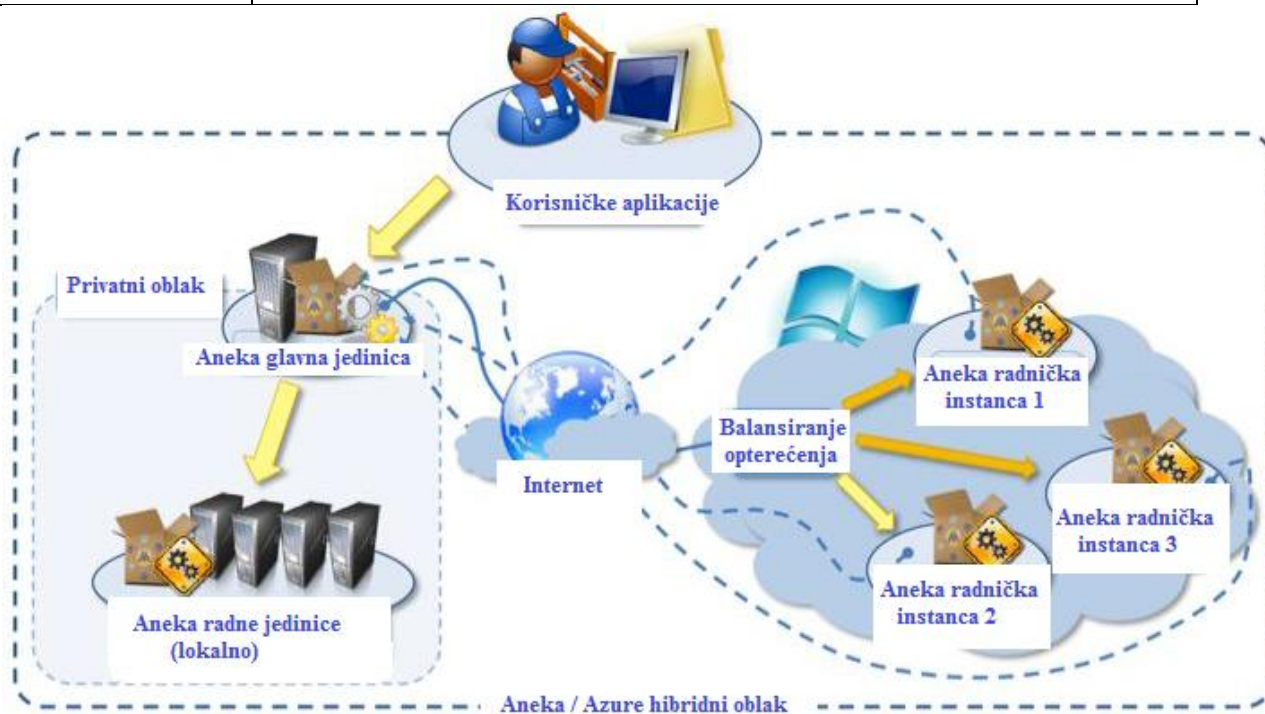 Korisničke aplikacije
Privatni oblak
Aneka glavna jedinica
Aneka radnička
instanca 1
Balansiranje
opterećenja
Internet
Aneka radnička
instanca 3
Aneka radnička
instanca 2
Aneka radne jedinice
(lokalno)
Aneka / Azure hibridni oblak